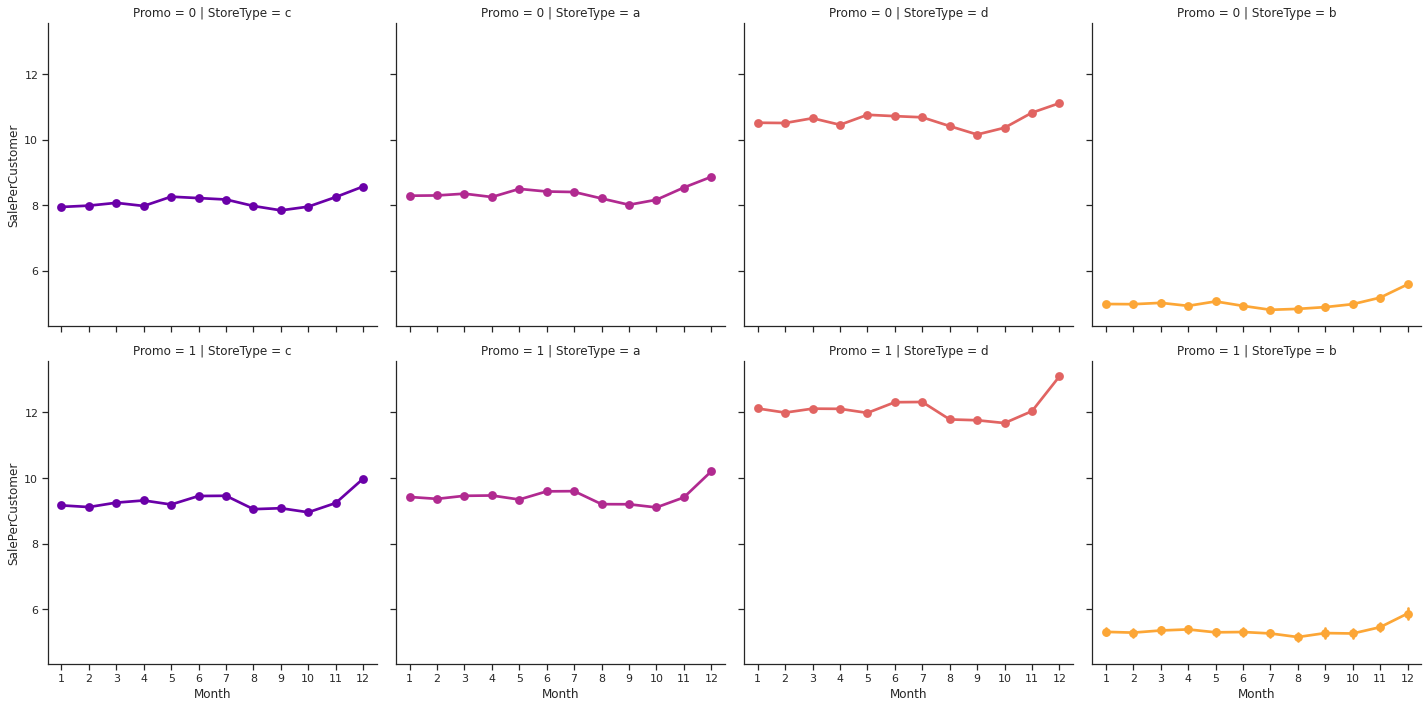 Promo = 0 | StoreType = c
Promo = 0 | StoreType = a
Promo = 0 | StoreType = d
Promo = 0 | StoreType = b
SalePerCustomer
12
10
8
6
Promo = 1 | StoreType = c
Promo = 1 | StoreType = a
Promo = 1 | StoreType = d
Promo = 1 | StoreType = b
SalePerCustomer
12
10
8
6
1 2 3 4 5 6 7 8 9 10 11 12
1 2 3 4 5 6 7 8 9 10 11 12
1 2 3 4 5 6 7 8 9 10 11 12
1 2 3 4 5 6 7 8 9 10 11 12
Month
Month
Month
Month